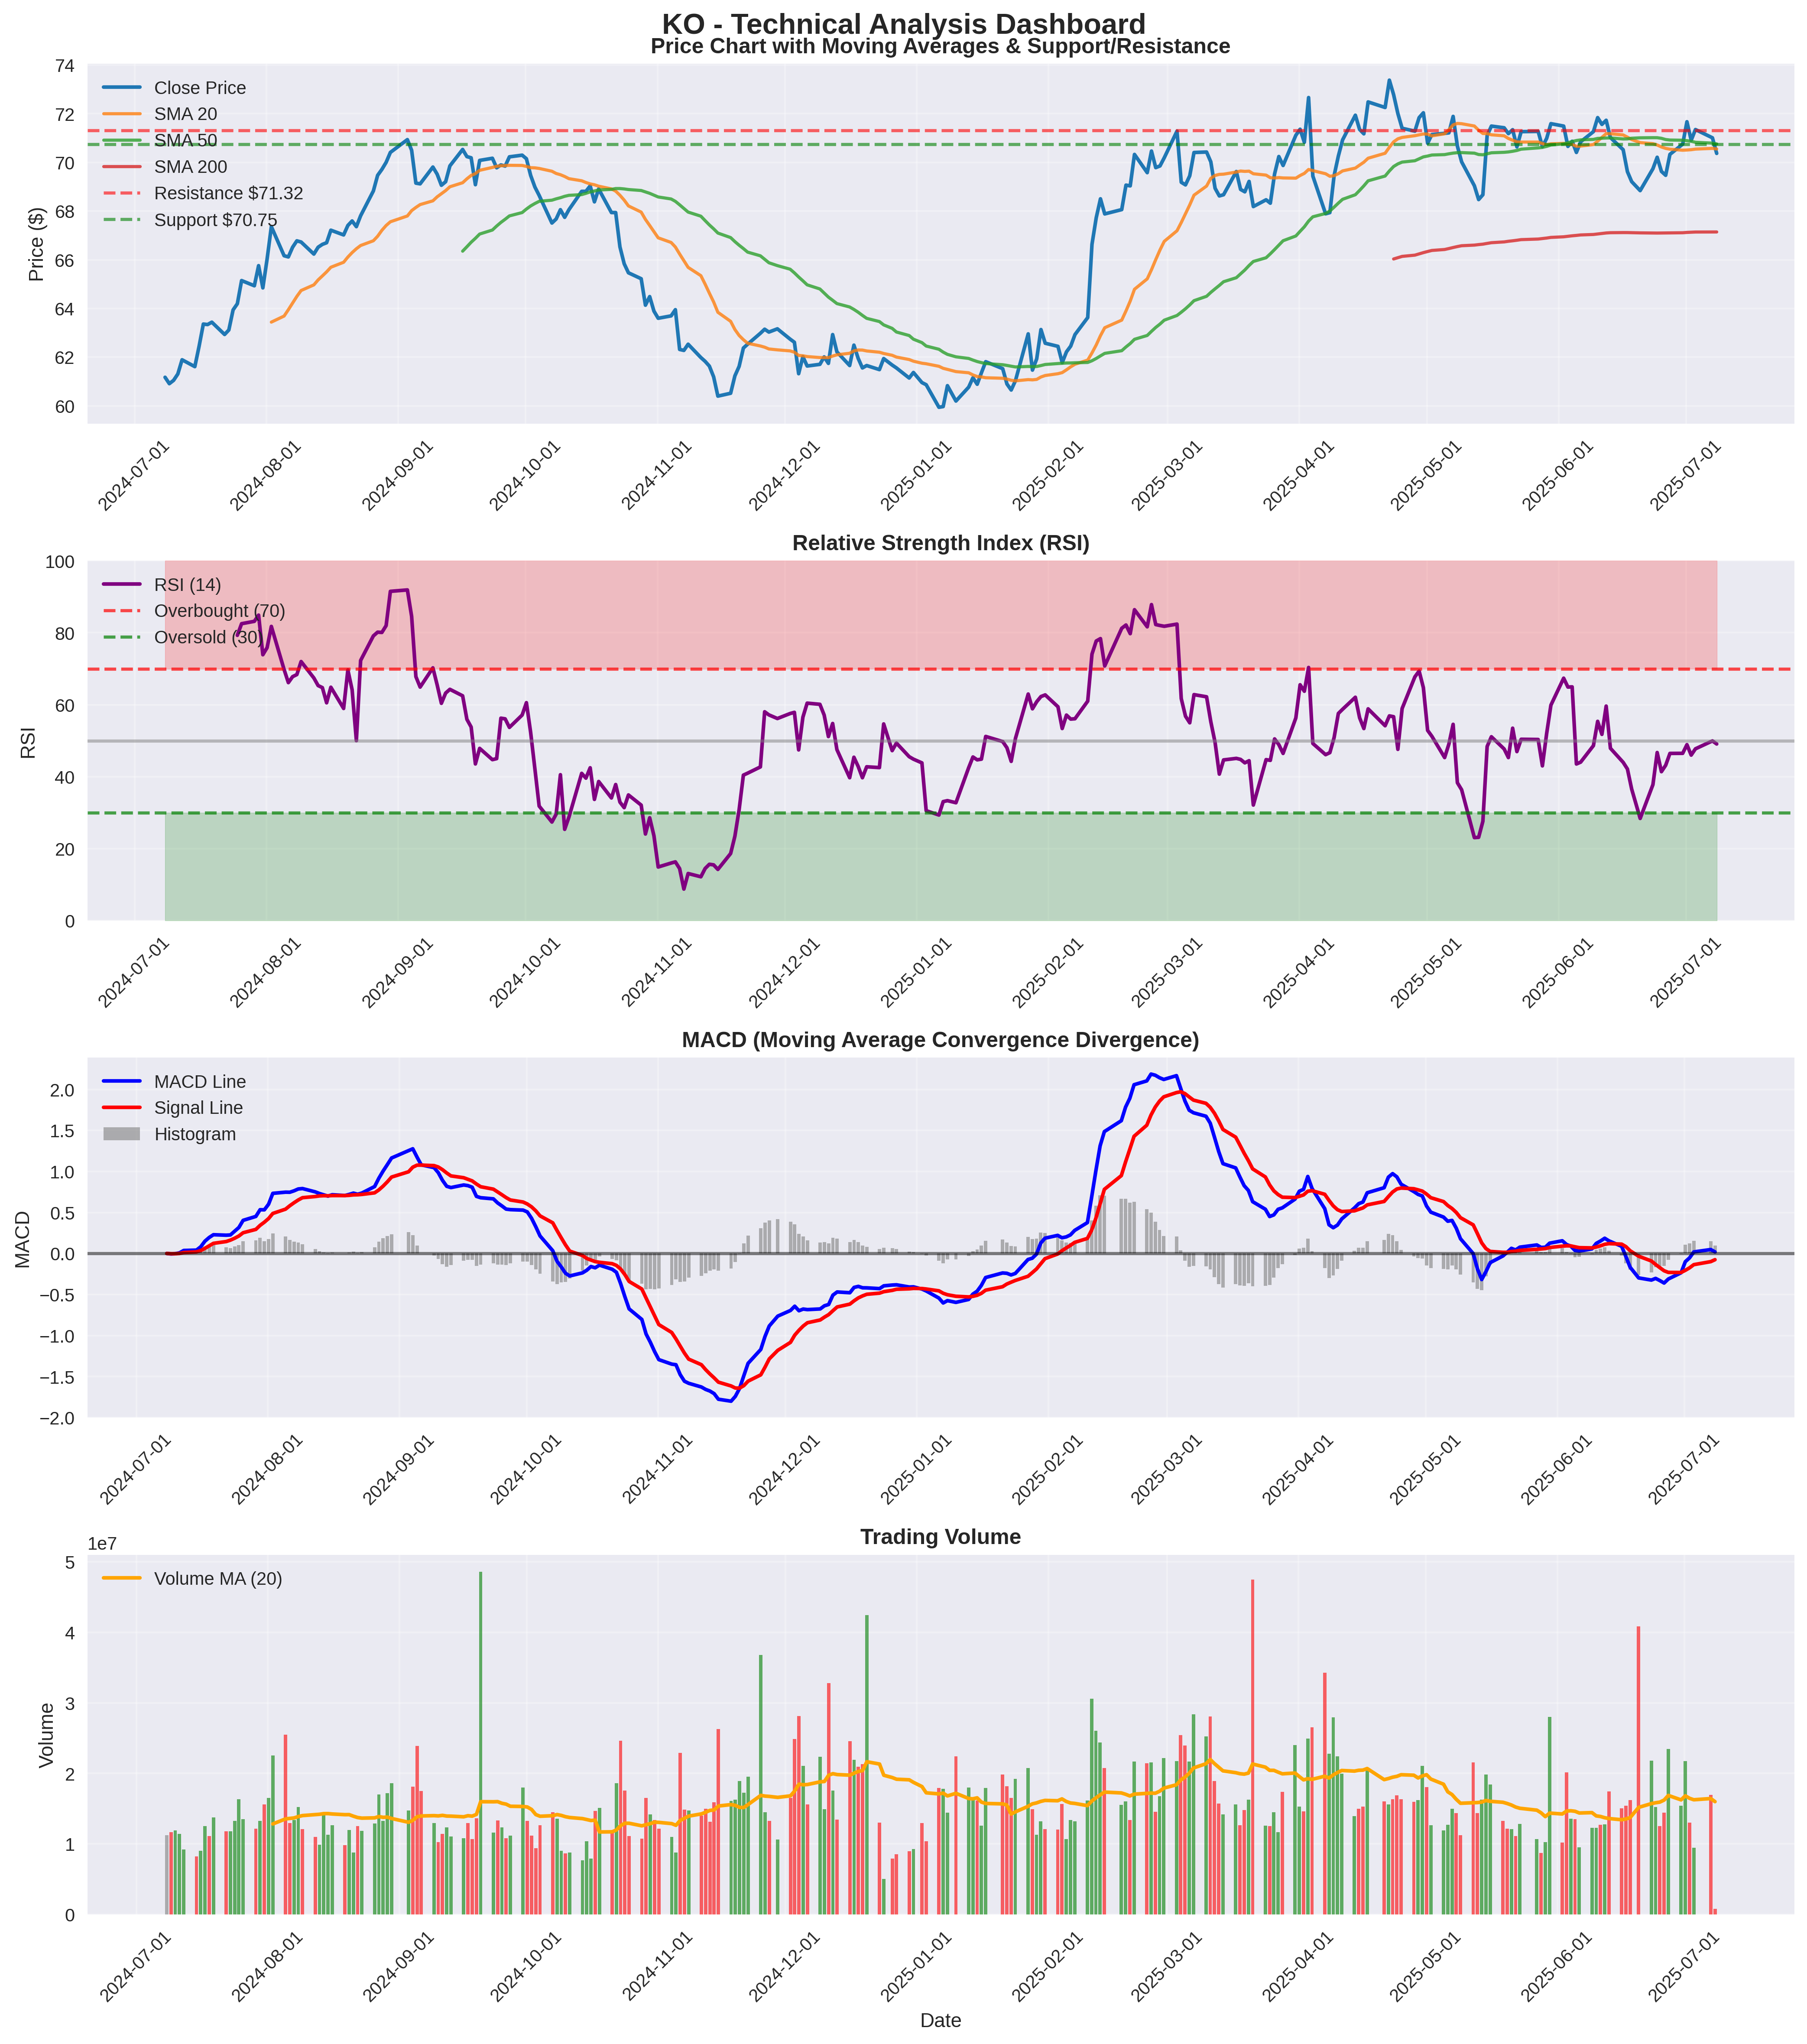 KO - Technical Analysis Dashboard
Price Chart with Moving Averages & Support/Resistance
Price ($)
74
72
70
68
66
64
62
60
Close Price
SMA 20
SMA 50
SMA 200
Resistance $71.32
Support $70.75
2024-07-01 2024-08-01 2024-09-01 2024-10-01 2024-11-01 2024-12-01 2025-01-01 2025-02-01 2025-03-01 2025-04-01 2025-05-01 2025-06-01 2025-07-01
Relative Strength Index (RSI)
RSI
100
80
60
40
20
0
RSI (14)
Overbought (70)
Oversold (30)
2024-07-01 2024-08-01 2024-09-01 2024-10-01 2024-11-01 2024-12-01 2025-01-01 2025-02-01 2025-03-01 2025-04-01 2025-05-01 2025-06-01 2025-07-01
MACD (Moving Average Convergence Divergence)
MACD
2.0
1.5
1.0
0.5
0.0
−0.5
−1.0
−1.5
−2.0
MACD Line
Signal Line
Histogram
2024-07-01 2024-08-01 2024-09-01 2024-10-01 2024-11-01 2024-12-01 2025-01-01 2025-02-01 2025-03-01 2025-04-01 2025-05-01 2025-06-01 2025-07-01
Trading Volume
1e7
Volume
5
4
3
2
1
0
Volume MA (20)
2024-07-01 2024-08-01 2024-09-01 2024-10-01 2024-11-01 2024-12-01 2025-01-01 2025-02-01 2025-03-01 2025-04-01 2025-05-01 2025-06-01 2025-07-01
Date